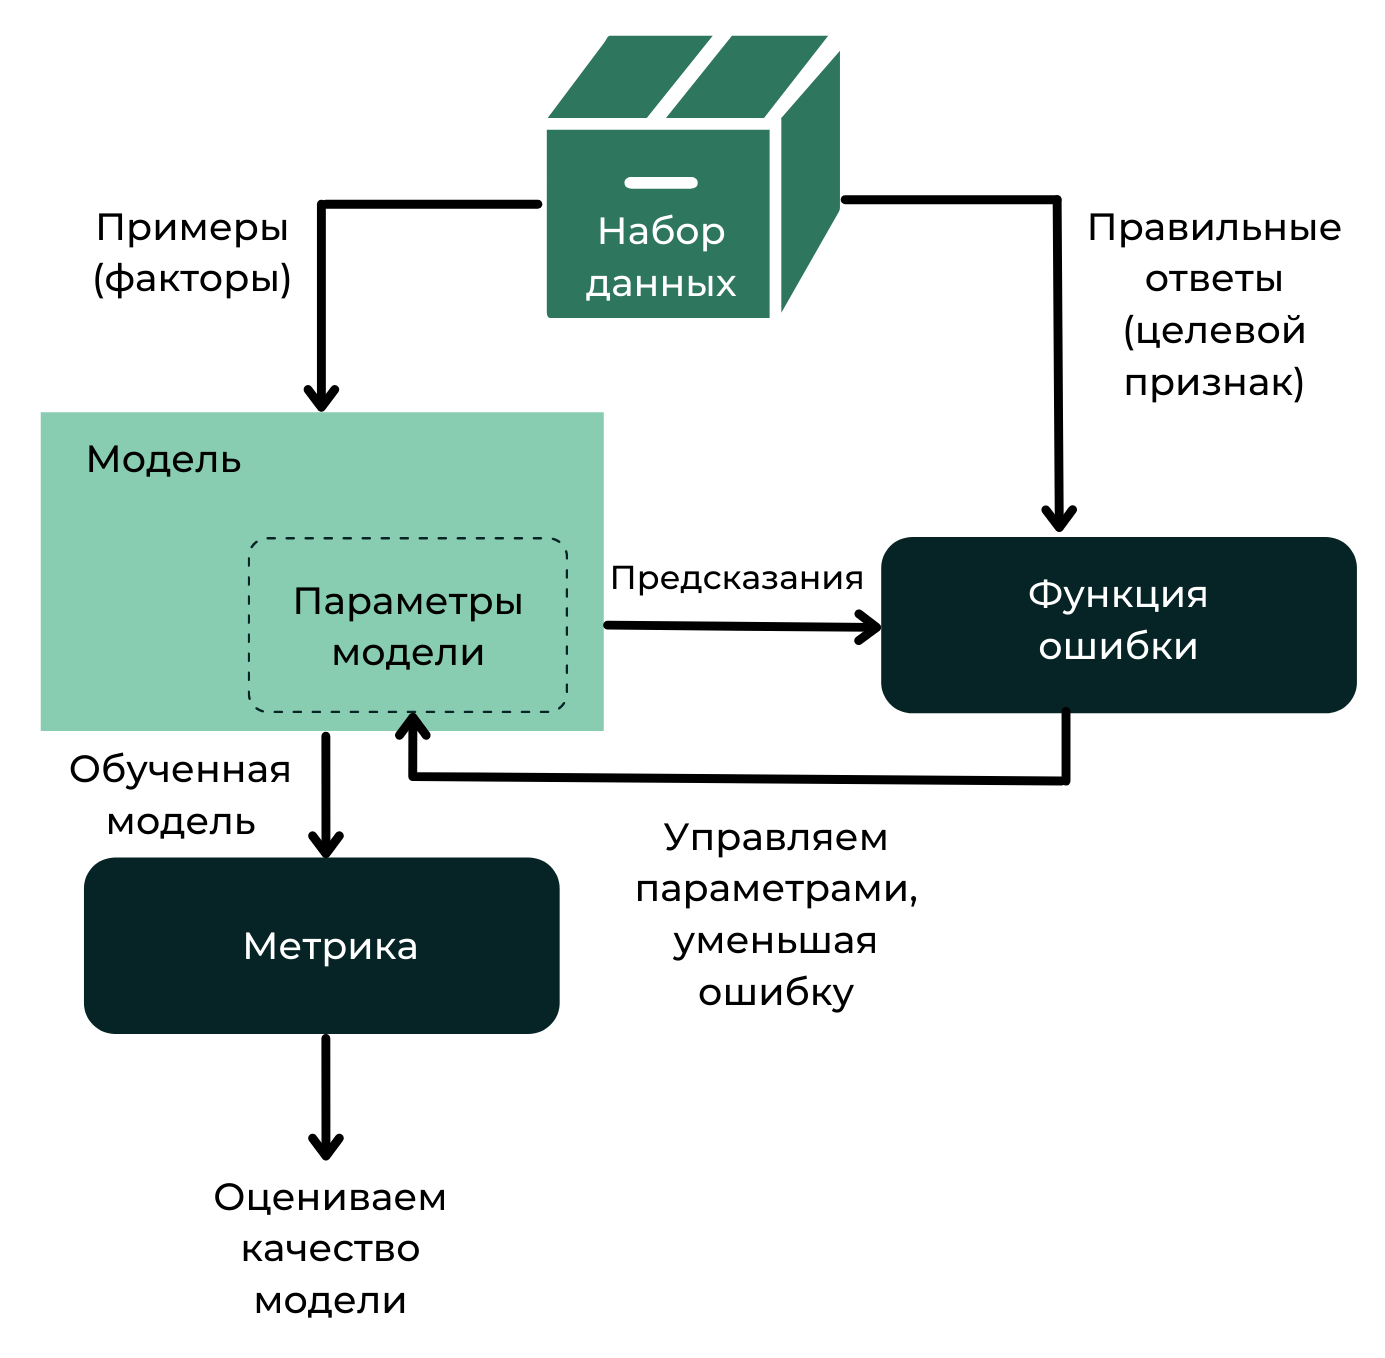 Набор
данных
Примеры
(факторы)
Правильные
ответы
(целевой
признак)
Модель
Параметры
модели
Предсказания
Функция
ошибки
Обученная
модель
Управляем
параметрами,
уменьшая
ошибку
Метрика
Оцениваем
качество
модели